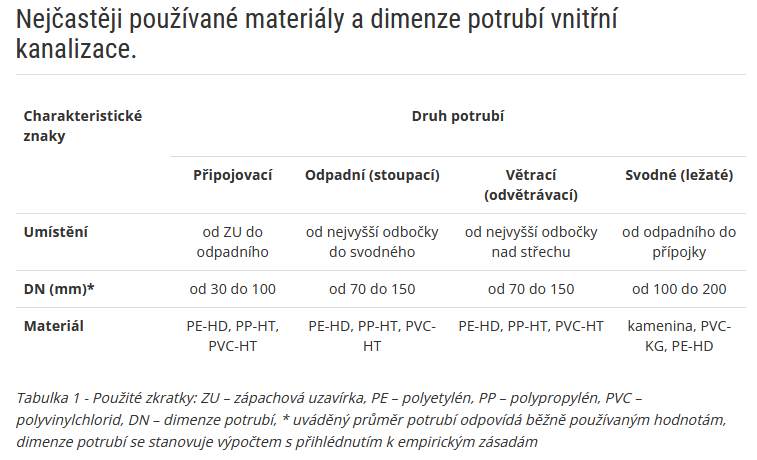 Nejčastěji používané materiály a dimenze potrubí vnitřní
kanalizace.
Charakteristické
znaky
Druh potrubí
Připojovací
Odpadní (stoupací)
Větrací
(odvětrávací)
Svodné (ležaté)
Umístění
od ZU do
odpadního
od nejvyšší odbočky
do svodného
od nejvyšší odbočky
nad střechu
od odpadního do
přípojky
DN (mm)*
od 30 do 100
od 70 do 150
od 70 do 150
od 100 do 200
Materiál
PE-HD, PP-HT,
PVC-HT
PE-HD, PP-HT, PVC-
HT
PE-HD, PP-HT, PVC-HT
kamenina, PVC-
KG, PE-HD
Tabulka 1 - Použité zkratky: ZU – zápachová uzavírka, PE – polyetylén, PP – polypropylén, PVC –
polyvinylchlorid, DN – dimenze potrubí, * uváděný průměr potrubí odpovídá běžně používaným hodnotám,
dimenze potrubí se stanovuje výpočtem s přihlédnutím k empirickým zásadám